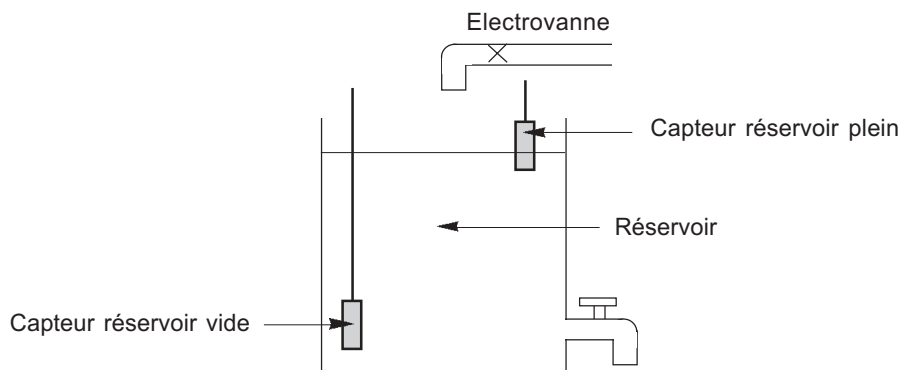 Electrovanne
Capteur réservoir plein
Réservoir
Capteur réservoir vide